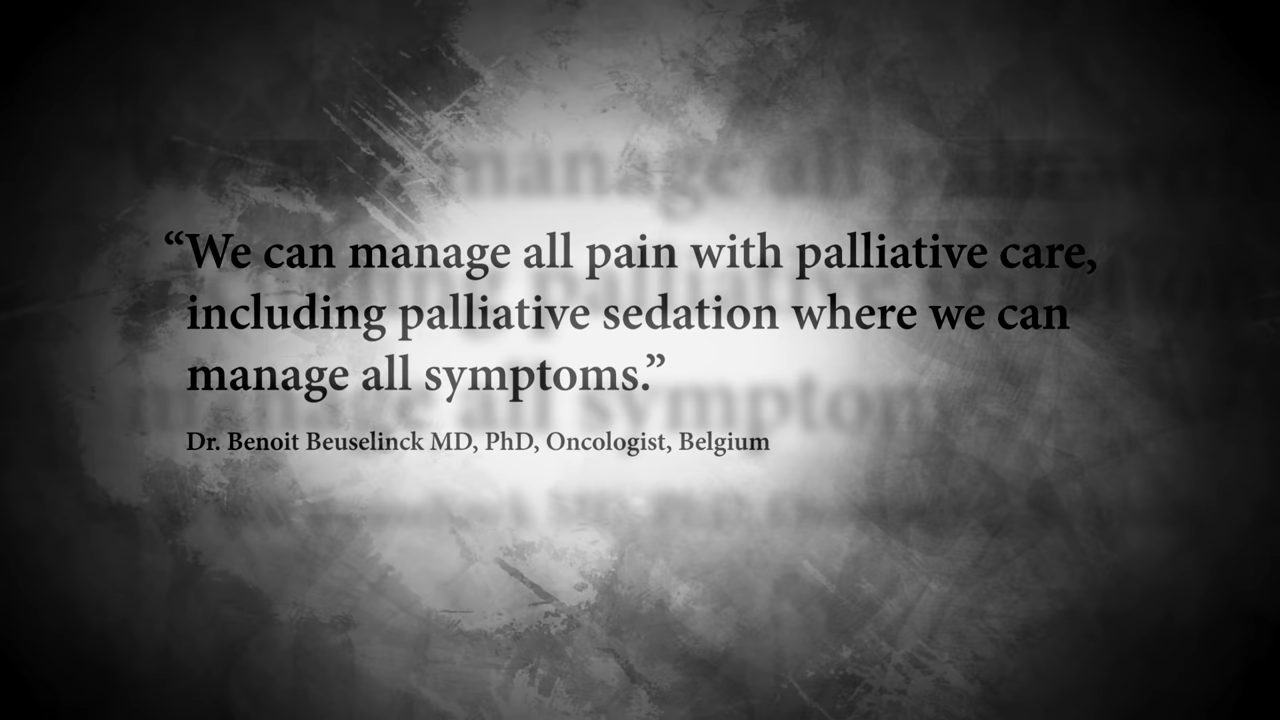 “We can manage all pain with palliative care,
including palliative sedation where we can
manage all symptoms.”
Dr. Benoit Beuselinck MD, PhD, Oncologist, Belgium